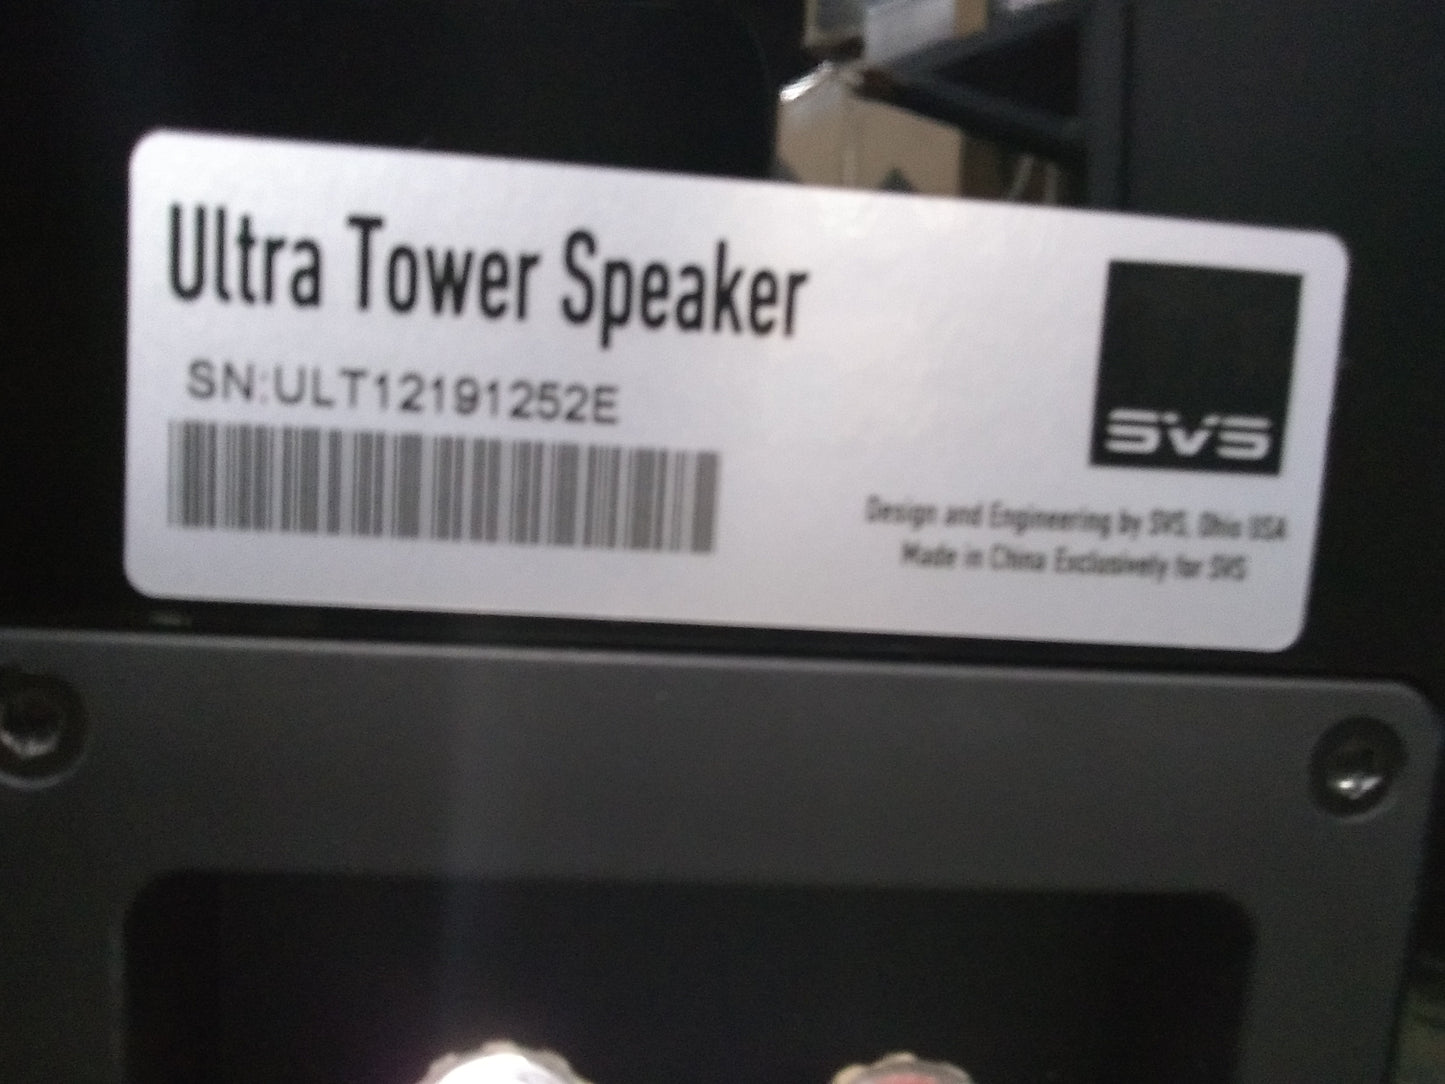 Ultra Tower Speaker
SN:ULT12191252E
SVS
Design and Engineering by SVS, Ohio USA
Made in China Exclusively for SVS